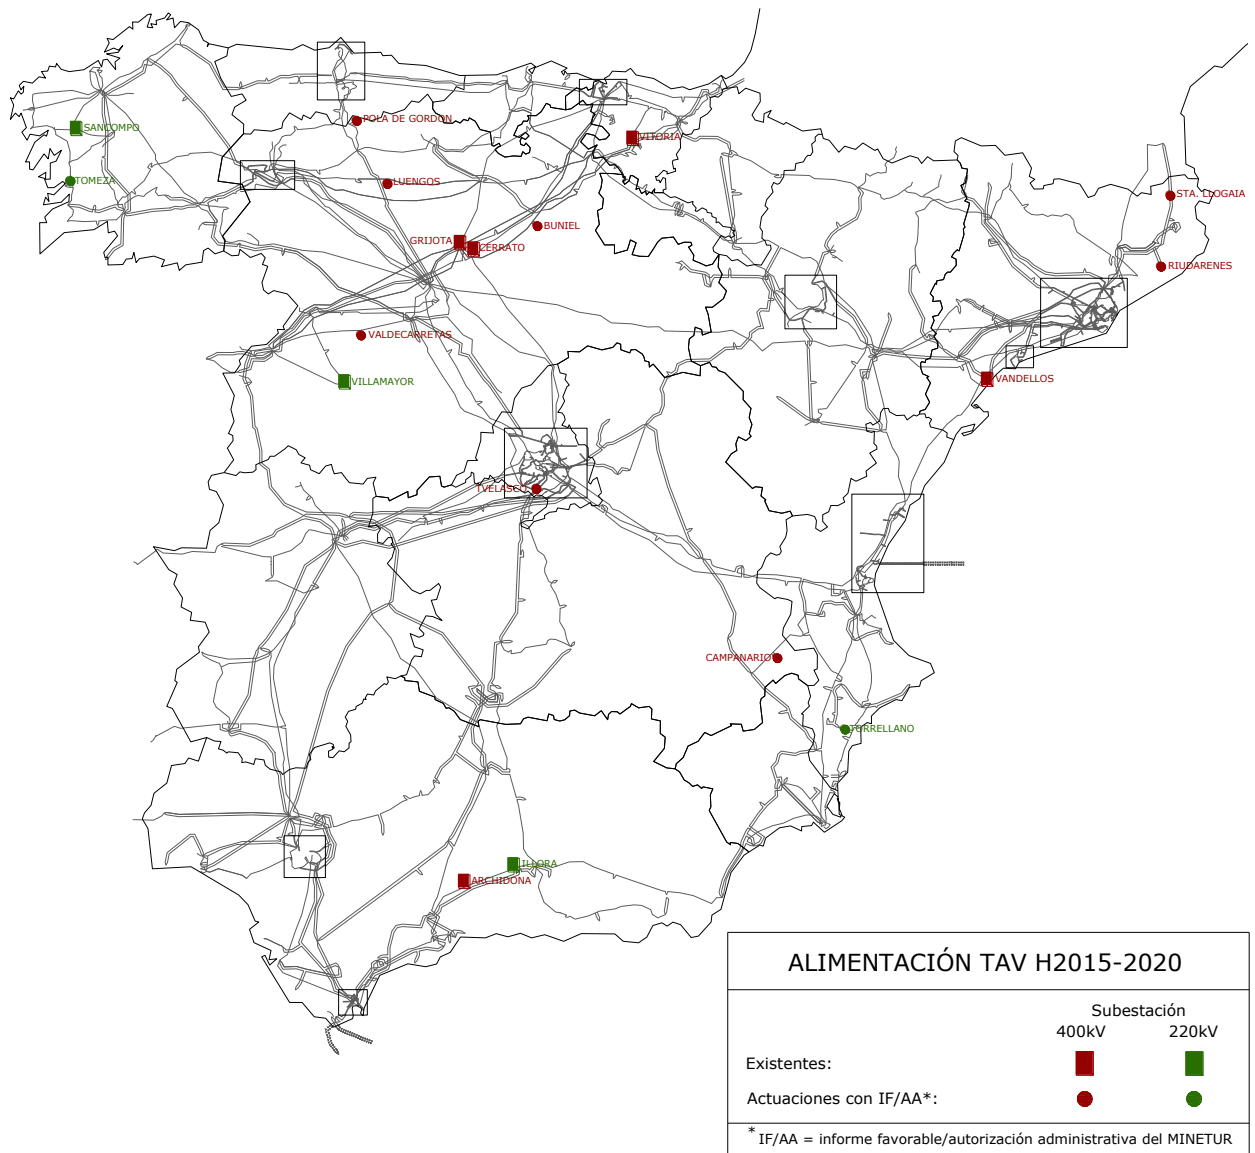 POLA DE GORDON
SANCOMPO
VITORIA
TOMEZA
LUENGOS
STA. LLOGAIA
BUNIEL
GRIJOTA
CERRATO
RIUDARENES
VALDECARRETAS
VILLAMAYOR
VANDELLOS
TVELASCO
CAMPANARIO
TORRELLANO
ILLORA
ARCHIDONA
ALIMENTACIÓN TAV H2015-2020
Subestación
400kV 220kV
Existentes:
Actuaciones con IF/AA*:
* IF/AA = informe favorable/autorización administrativa del MINETUR